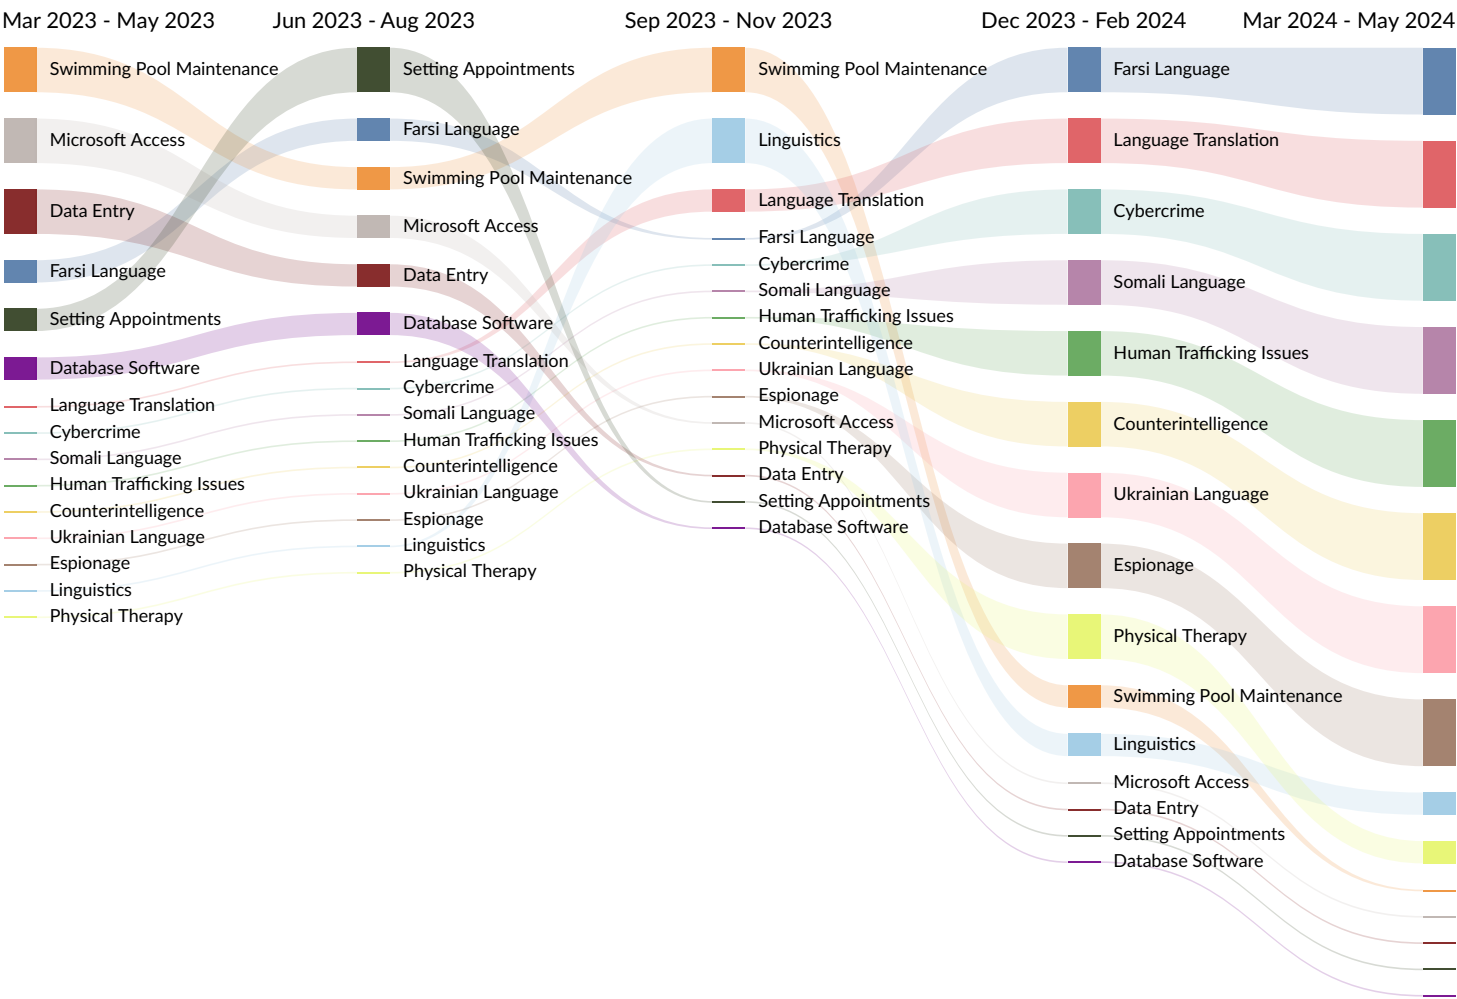 Mar 2023 - May 2023
Jun 2023 - Aug 2023
Sep 2023 - Nov 2023
Dec 2023 - Feb 2024
Mar 2024 - May 2024
Swimming Pool Maintenance
Microsoft Access
Data Entry
Farsi Language
Setting Appointments
Database Software
Language Translation
Cybercrime
Somali Language
Human Trafficking Issues
Counterintelligence
Ukrainian Language
Espionage
Linguistics
Physical Therapy
Setting Appointments
Farsi Language
Swimming Pool Maintenance
Microsoft Access
Data Entry
Database Software
Language Translation
Cybercrime
Somali Language
Human Trafficking Issues
Counterintelligence
Ukrainian Language
Espionage
Linguistics
Physical Therapy
Swimming Pool Maintenance
Linguistics
Language Translation
Farsi Language
Cybercrime
Somali Language
Human Trafficking Issues
Counterintelligence
Ukrainian Language
Espionage
Microsoft Access
Physical Therapy
Data Entry
Setting Appointments
Database Software
Farsi Language
Language Translation
Cybercrime
Somali Language
Human Trafficking Issues
Counterintelligence
Ukrainian Language
Espionage
Physical Therapy
Swimming Pool Maintenance
Linguistics
Microsoft Access
Data Entry
Setting Appointments
Database Software